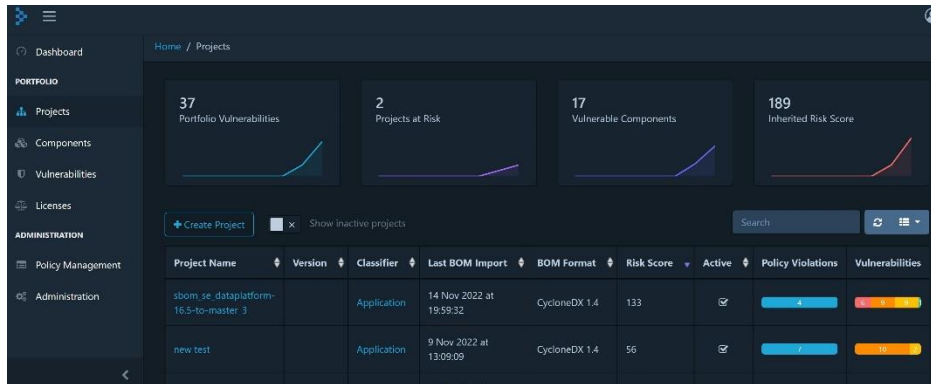 Dashboard
Home / Projects
PORTFOLIO
Projects
Components
Vulnerabilities
Licenses
ADMINISTRATION
Policy Management
Administration
37
Portfolio Vulnerabilities
2
Projects at Risk
17
Vulnerable Components
189
Inherited Risk Score
+ Create Project
Show inactive projects
Search
Project Name Version Classifier Last BOM Import BOM Format Risk Score Active Policy Violations Vulnerabilities
sbom_se_dataplatform-
16.5-to-master_3
Application
14 Nov 2022 at
19:59:32
CycloneDX 1.4
133
4
new test
Application
9 Nov 2022 at
13:09:09
CycloneDX 1.4
56
7
10